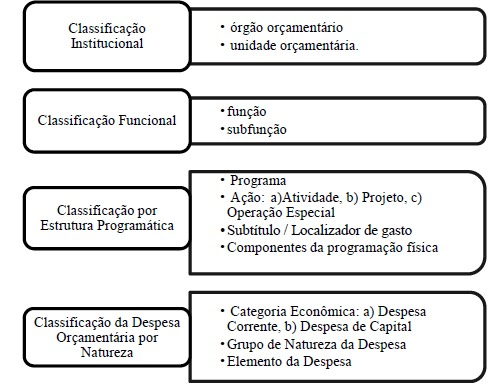 Classificação
Institucional
• órgão orçamentário
• unidade orçamentária.
Classificação Funcional
• função
• subfunção
Classificação por
Estrutura Programática
• Programa
• Ação: a)Atividade, b) Projeto, c)
Operação Especial
• Subtítulo / Localizador de gasto
• Componentes da programação física
Classificação da Despesa
Orçamentária por
Natureza
• Categoria Econômica: a) Despesa
Corrente, b) Despesa de Capital
• Grupo de Natureza da Despesa
• Elemento da Despesa